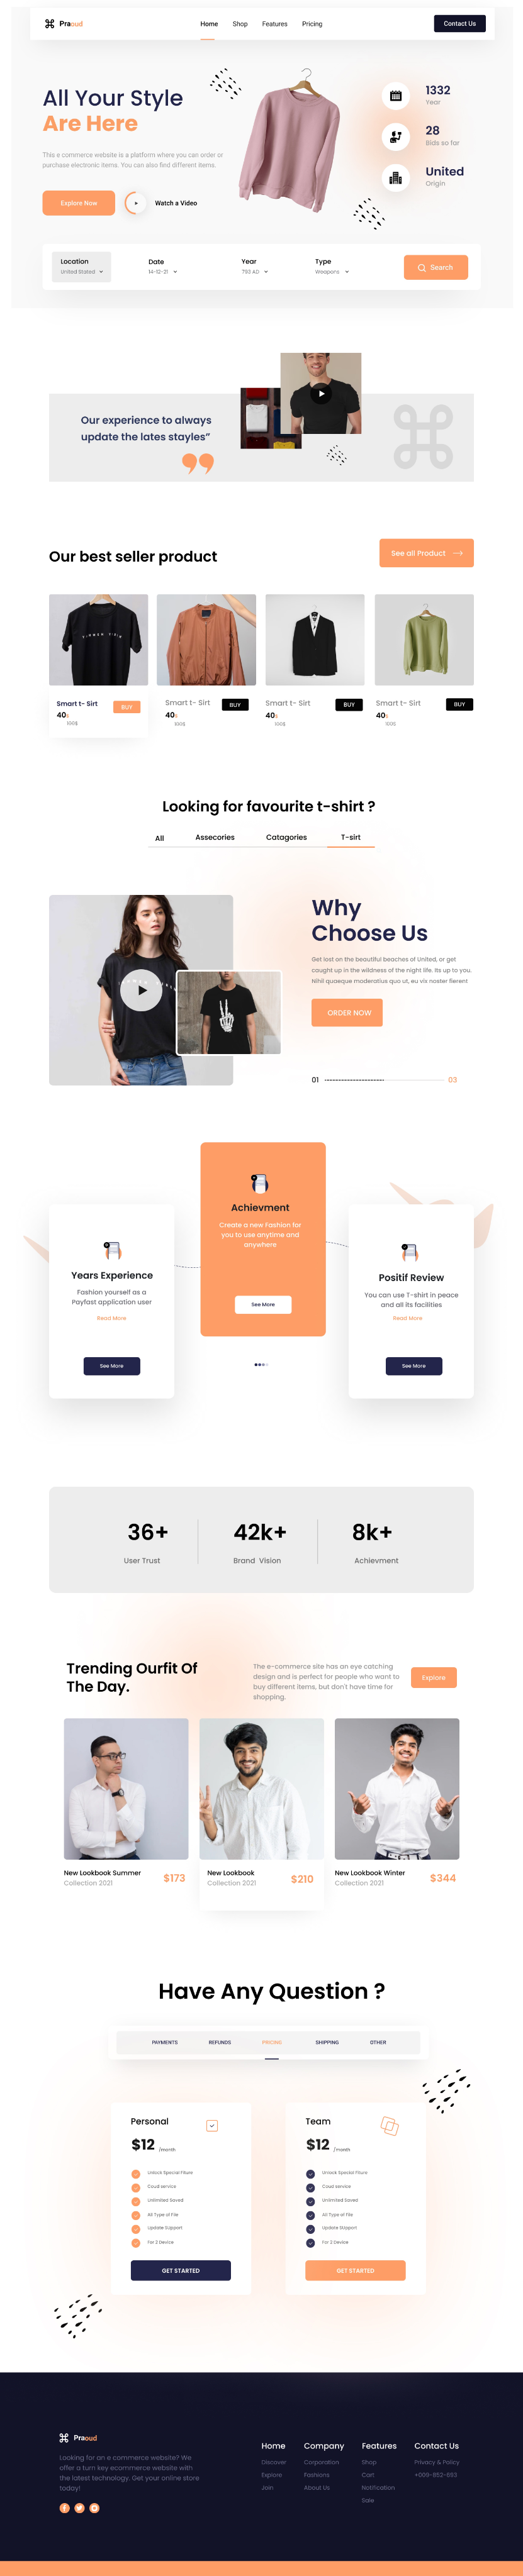 Praoud
Home
Shop
Features
Pricing
Contact Us
All Your Style
Are Here
This e commerce website is a platform where you can order or
purchase electronic items. You can also find different items.
Explore Now
Watch a Video
1332
Year
28
Bids so far
United
Origin
Location
United Stated
Date
14-12-21
Year
793 AD
Type
Weapons
Search
Our experience to always
update the lates stayles”
Our best seller product
See all Product
Smart t- Sirt
40$
100$
BUY
Smart t- Sirt
40$
100$
BUY
Smart t- Sirt
40$
100$
BUY
Smart t- Sirt
40$
100$
BUY
Looking for favourite t-shirt ?
All
Assecories
Catagories
T-sirt
Why
Choose Us
Get lost on the beautiful beaches of United, or get
caught up in the wildness of the night life. Its up to you.
Nihil quaeque moderatius quo ut, eu vix noster fierent
ORDER NOW
01
03
Years Experience
Fashion yourself as a
Payfast application user
Read More
See More
Achievment
Create a new Fashion for
you to use anytime and
anywhere
See More
Positif Review
You can use T-shirt in peace
and all its facilities
Read More
See More
36+
User Trust
42k+
Brand Vision
8k+
Achievment
Trending Ourfit Of
The Day.
The e-commerce site has an eye catching
design and is perfect for people who want to
buy different items, but don't have time for
shopping.
Explore
New Lookbook Summer
Collection 2021
$173
New Lookbook
Collection 2021
$210
New Lookbook Winter
Collection 2021
$344
Have Any Question ?
PAYMENTS
REFUNDS
PRICING
SHIPPING
OTHER
Personal
$12 /month
Unlock Special Fiture
Coud service
Unlimited Saved
All Type of File
Update Support
For 2 Device
GET STARTED
Team
$12 /month
Unlock Special Fiture
Coud service
Unlimited Saved
All Type of File
Update Support
For 2 Device
GET STARTED
Praoud
Looking for an e commerce website? We
offer a turn key ecommerce website with
the latest technology. Get your online store
today!
Home
Discover
Explore
Join
Company
Corporation
Fashions
About Us
Features
Shop
Cart
Notification
Sale
Contact Us
Privacy & Policy
+009-862-683